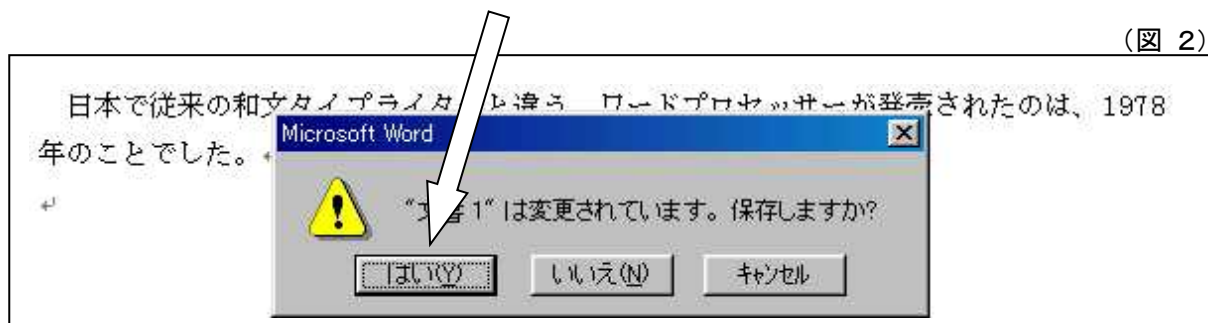 (図 2)
日本で従来の和文タイプライターと違う、ワードプロセッサーが発売されたのは、1978
年のことでした。↵
↵
Microsoft Word
"文書 1" は変更されています。保存しますか?
はい(Y)
いいえ(N)
キャンセル